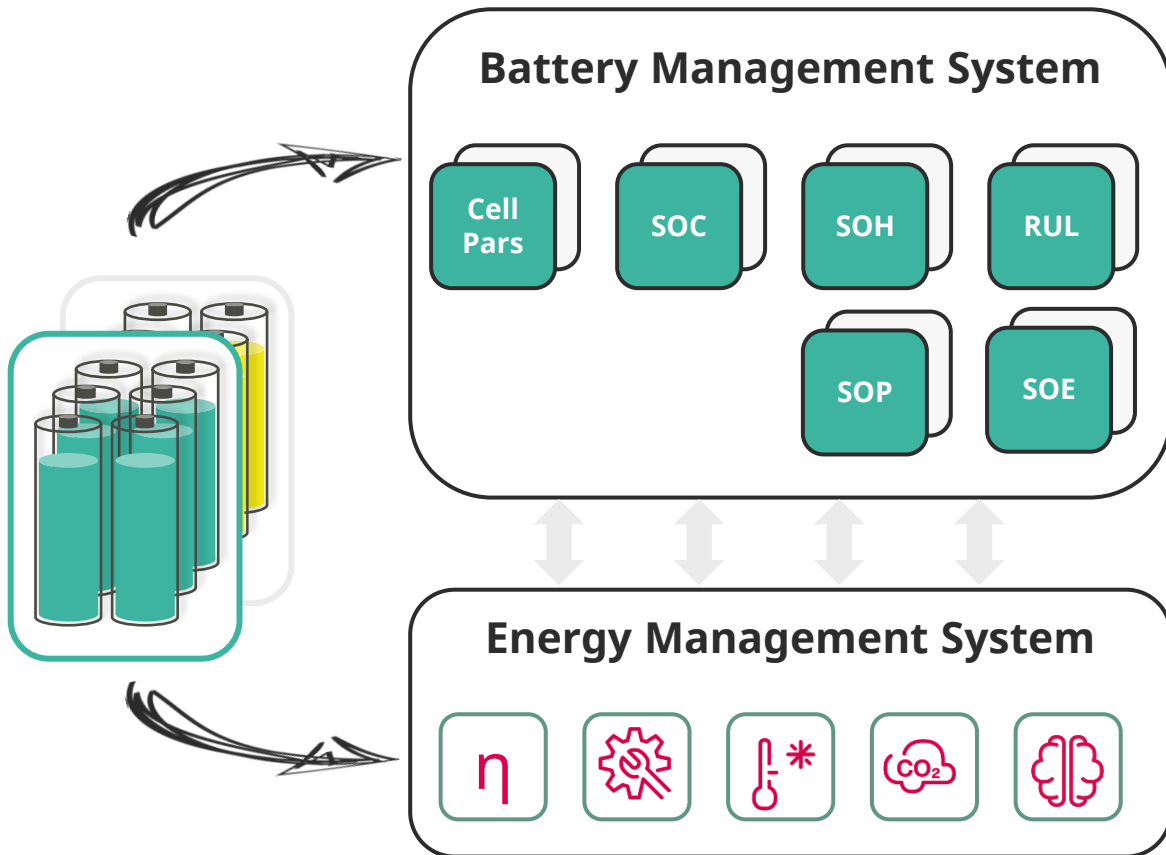 Battery Management System
Cell
Pars
SOC
SOH
RUL
SOP
SOE
Energy Management System
η
CO₂